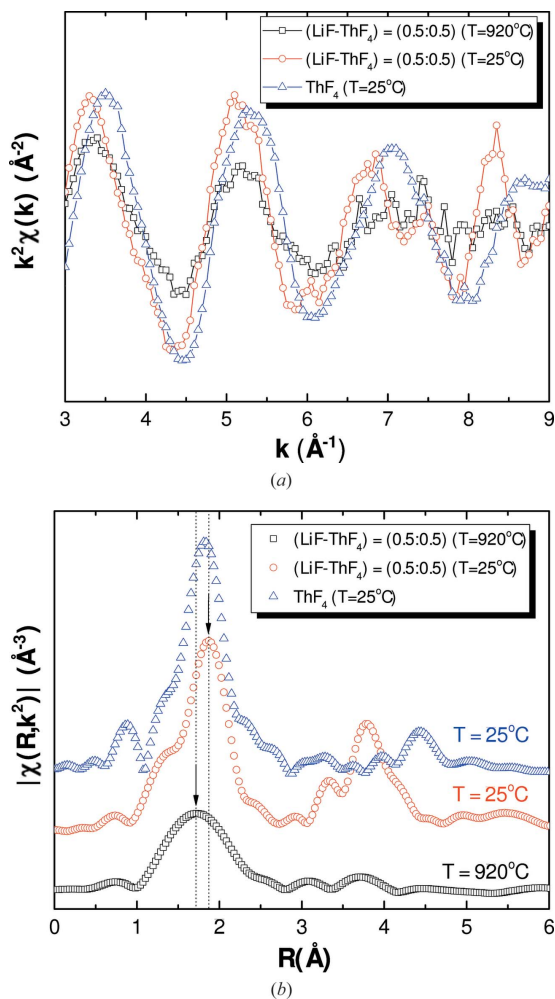 (LiF-ThF₄) = (0.5:0.5) (T=920°C)
(LiF-ThF₄) = (0.5:0.5) (T=25°C)
ThF₄ (T=25°C)
k²χ(k) (Å⁻²)
3 4 5 6 7 8 9
k (Å⁻¹)
(a)
(LiF-ThF₄) = (0.5:0.5) (T=920°C)
(LiF-ThF₄) = (0.5:0.5) (T=25°C)
ThF₄ (T=25°C)
|χ(R,k²)| (Å⁻³)
T = 25°C
T = 25°C
T = 920°C
0 1 2 3 4 5 6
R(Å)
(b)